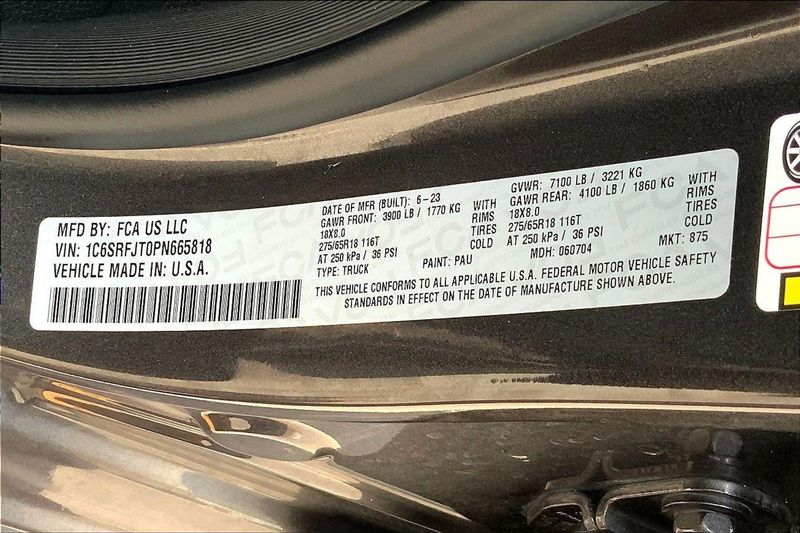 MFD BY: FCA US LLC
VIN: 1C6SRFJT0PN665818
VEHICLE MADE IN U.S.A.
DATE OF MFR (BUILT): 6-23
GAWR FRONT: 3900 LB / 1770 KG WITH
18X8.0 RIMS
275/65R18 116T TIRES
AT 250 kPa / 36 PSI COLD
TYPE: TRUCK PAINT: PAU
GVWR: 7100 LB / 3221 KG
GAWR REAR: 4100 LB / 1860 KG WITH
18X8.0 RIMS
275/65R18 116T TIRES
AT 250 kPa / 36 PSI COLD
MDH: 060704 MKT: 875
THIS VEHICLE CONFORMS TO ALL APPLICABLE U.S.A. FEDERAL MOTOR VEHICLE SAFETY
STANDARDS IN EFFECT ON THE DATE OF MANUFACTURE SHOWN ABOVE.